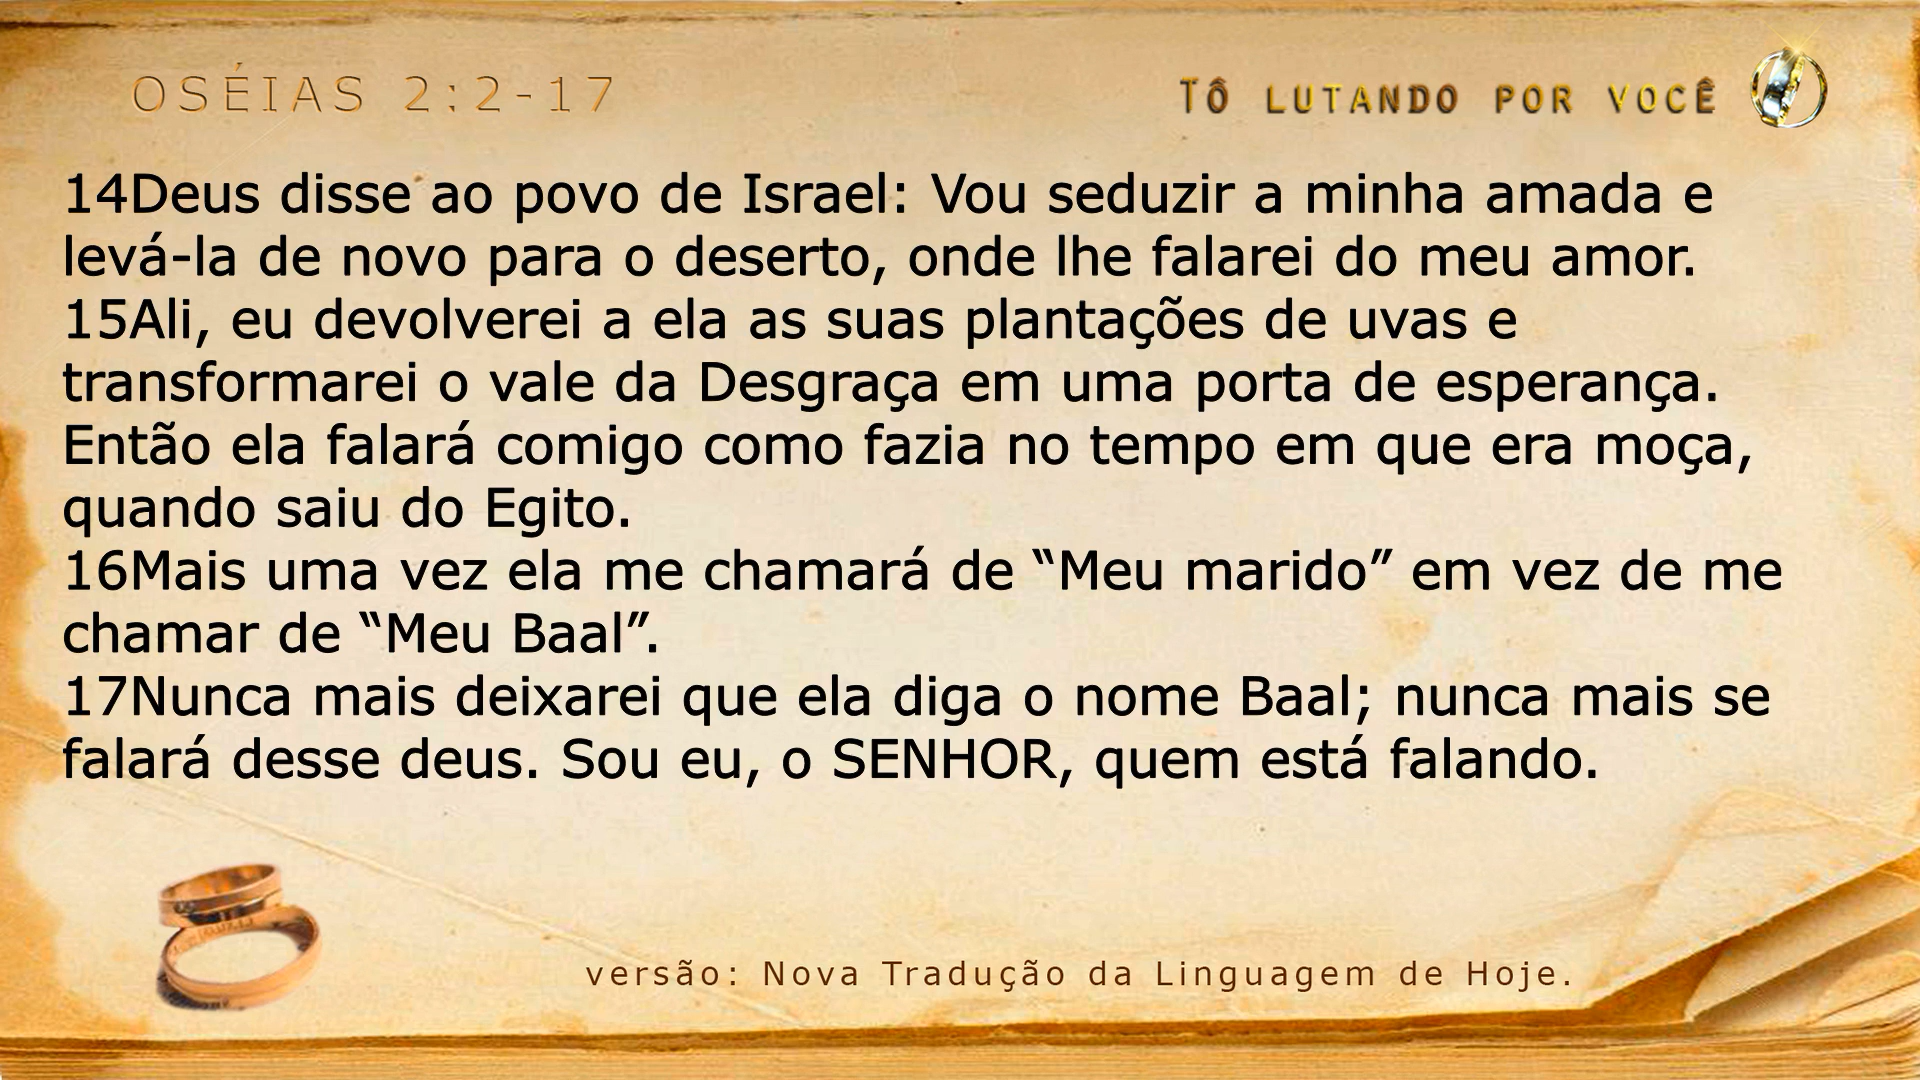 OSÉIAS 2:2-17
TÔ LUTANDO POR VOCÊ
14Deus disse ao povo de Israel: Vou seduzir a minha amada e
levá-la de novo para o deserto, onde lhe falarei do meu amor.
15Ali, eu devolverei a ela as suas plantações de uvas e
transformarei o vale da Desgraça em uma porta de esperança.
Então ela falará comigo como fazia no tempo em que era moça,
quando saiu do Egito.
16Mais uma vez ela me chamará de “Meu marido” em vez de me
chamar de “Meu Baal”.
17Nunca mais deixarei que ela diga o nome Baal; nunca mais se
falará desse deus. Sou eu, o SENHOR, quem está falando.
versão: Nova Tradução da Linguagem de Hoje.